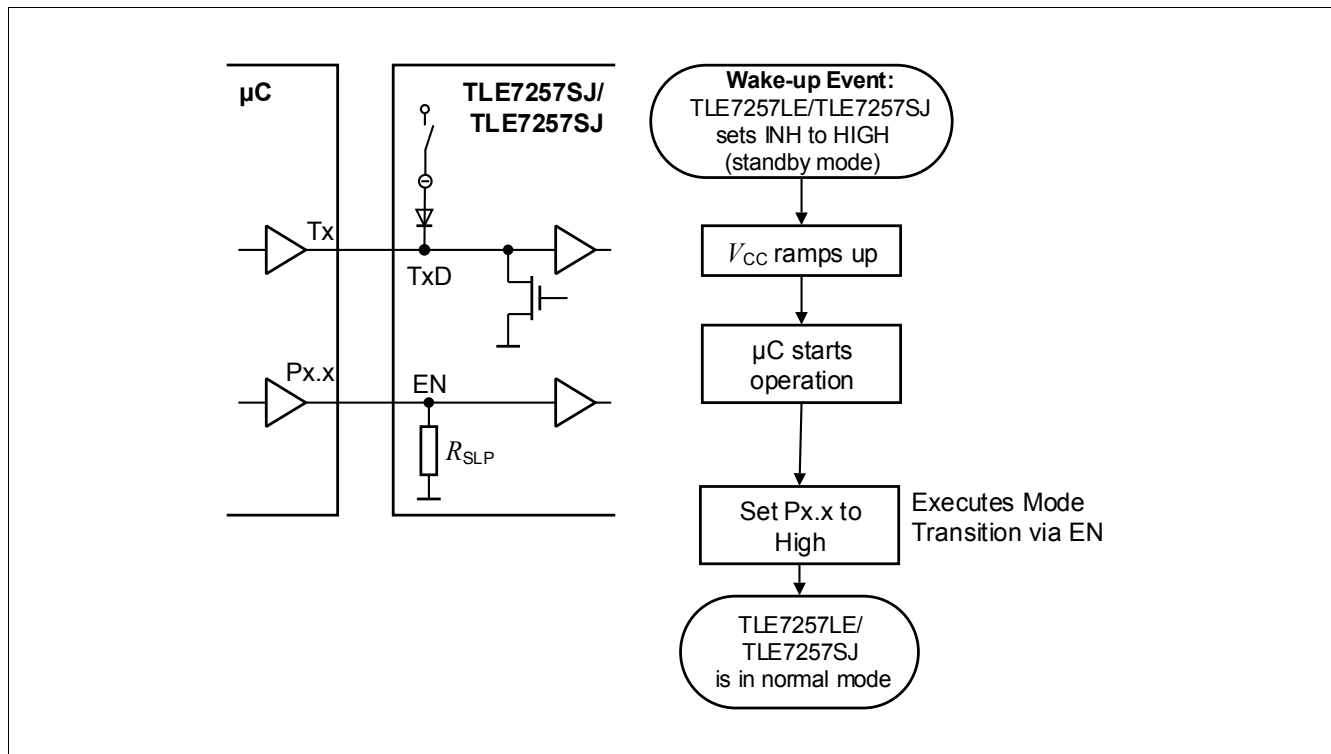 µC
TLE7257SJ/
TLE7257SJ
Tx
TxD
Px.x
EN
RSLP
Wake-up Event:
TLE7257LE/TLE7257SJ
sets INH to HIGH
(standby mode)
VCC ramps up
µC starts
operation
Set Px.x to
High
Executes Mode
Transition via EN
TLE7257LE/
TLE7257SJ
is in normal mode